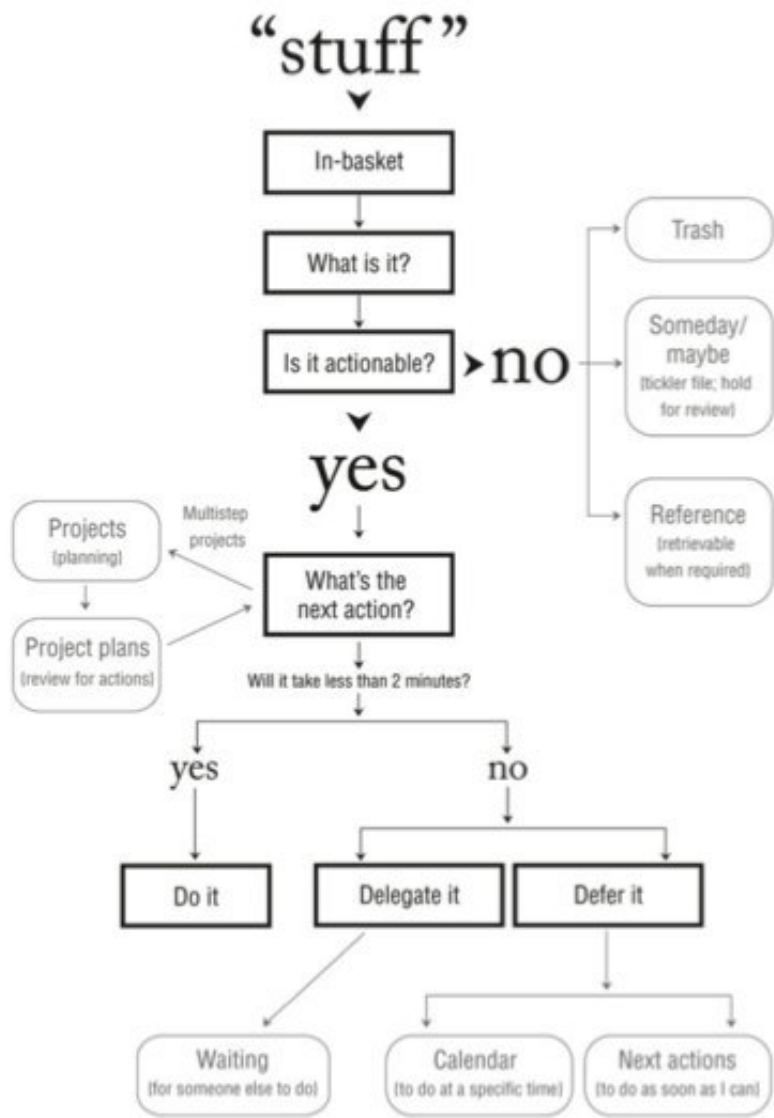 “stuff”
In-basket
What is it?
Is it actionable?
no
Trash
Someday/
maybe
(tickler file; hold
for review)
Reference
(retrievable
when required)
yes
Multistep
projects
Projects
(planning)
Project plans
(review for actions)
What's the
next action?
Will it take less than 2 minutes?
yes
no
Do it
Delegate it
Defer it
Waiting
(for someone else to do)
Calendar
(to do at a specific time)
Next actions
(to do as soon as I can)